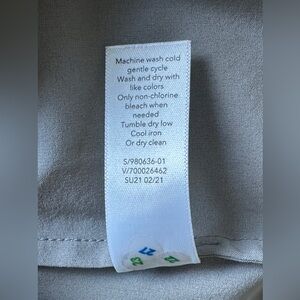 Machine wash cold
gentle cycle
Wash and dry with
like colors
Only non-chlorine
bleach when
needed
Tumble dry low
Cool iron
Or dry clean
S/980636-01
V/700026462
SU21 02/21